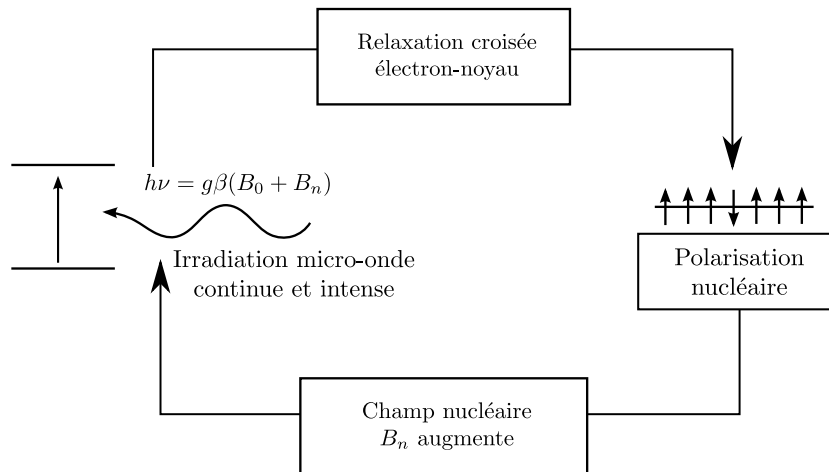 Relaxation croisée
électron-noyau
hν = gβ(B₀ + Bₙ)
Irradiation micro-onde
continue et intense
Polarisation
nucléaire
Champ nucléaire
Bₙ augmente